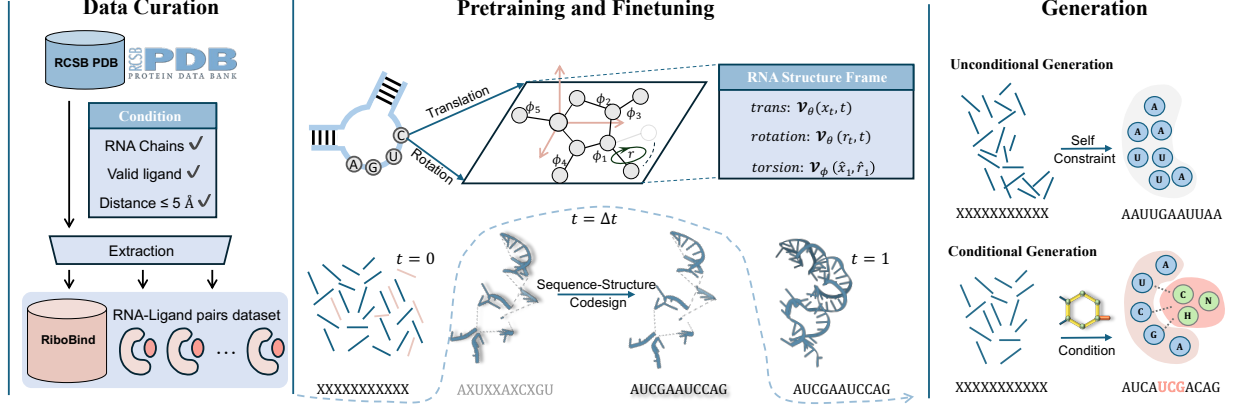 Data Curation
RCSB PDB
RCSB
PDB
PROTEIN DATA BANK
Condition
RNA Chains ✓
Valid ligand ✓
Distance ≤ 5 Å ✓
Extraction
RiboBind
RNA-Ligand pairs dataset
...
Pretraining and Finetuning
Translation
Rotation
C
U
G
A
ϕ5
ϕ2
ϕ3
ϕ4
ϕ1
r
RNA Structure Frame
trans: 𝓥θ(xt, t)
rotation: 𝓥θ (rt, t)
torsion: 𝓥ϕ (x̂1, r̂1)
t = Δt
t = 0
Sequence-Structure
Codesign
t = 1
XXXXXXXXXXX
AXUXXAXCXGU
AUCGAAUCCAG
AUCGAAUCCAG
Generation
Unconditional Generation
Self
Constraint
A
A A
U U
U A
XXXXXXXXXXX
AAUUGAAUUAA
Conditional Generation
Condition
A
U
C N
C H
G
A
XXXXXXXXXXX
AUCAUCGACAG